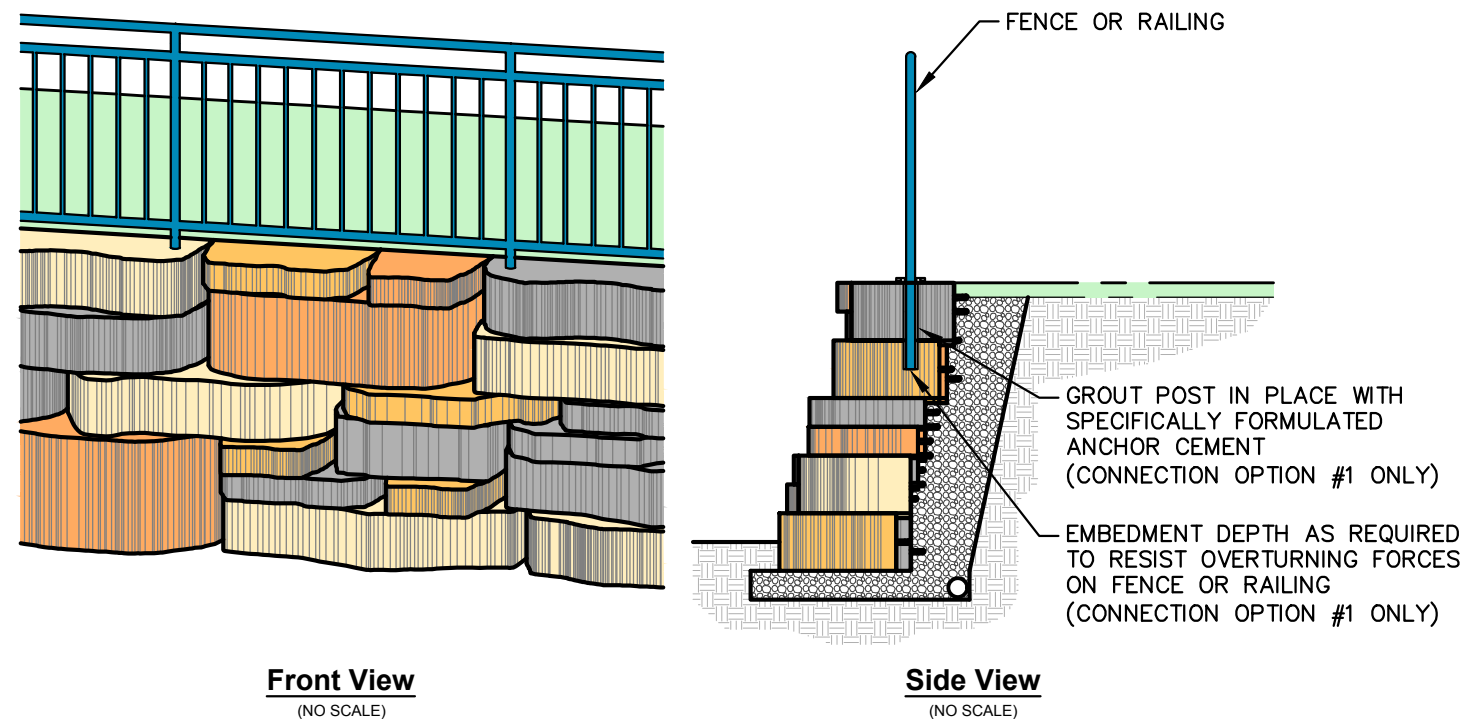 FENCE OR RAILING
GROUT POST IN PLACE WITH
SPECIFICALLY FORMULATED
ANCHOR CEMENT
(CONNECTION OPTION #1 ONLY)
EMBEDMENT DEPTH AS REQUIRED
TO RESIST OVERTURNING FORCES
ON FENCE OR RAILING
(CONNECTION OPTION #1 ONLY)
Front View
(NO SCALE)
Side View
(NO SCALE)